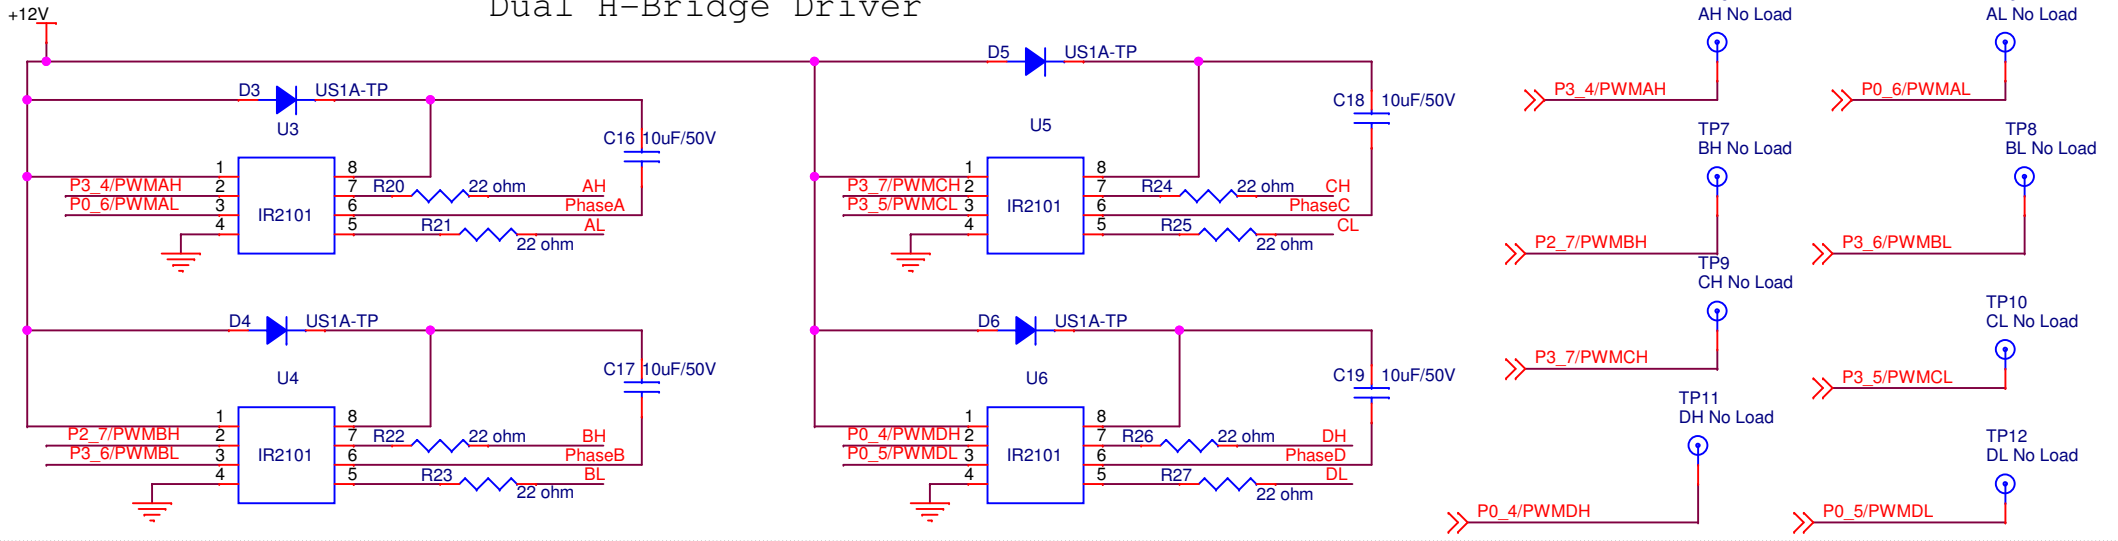 Dual H-Bridge Driver
+12V
D3 US1A-TP
U3
C16 10uF/50V
1 8
P3_4/PWMAH 2 7 R20 22 ohm AH
P0_6/PWMAL 3 IR2101 6 PhaseA
4 5 R21 22 ohm AL
D4 US1A-TP
U4
C17 10uF/50V
1 8
P2_7/PWMBH 2 7 R22 22 ohm BH
P3_6/PWMBL 3 IR2101 6 PhaseB
4 5 R23 22 ohm BL
D5 US1A-TP
U5
C18 10uF/50V
1 8
P3_7/PWMCH 2 7 R24 22 ohm CH
P3_5/PWMCL 3 IR2101 6 PhaseC
4 5 R25 22 ohm CL
D6 US1A-TP
U6
C19 10uF/50V
1 8
P0_4/PWMDH 2 7 R26 22 ohm DH
P0_5/PWMDL 3 IR2101 6 PhaseD
4 5 R27 22 ohm DL
AH No Load
P3_4/PWMAH
AL No Load
P0_6/PWMAL
TP7
BH No Load
P2_7/PWMBH
TP8
BL No Load
P3_6/PWMBL
TP9
CH No Load
P3_7/PWMCH
TP10
CL No Load
P3_5/PWMCL
TP11
DH No Load
P0_4/PWMDH
TP12
DL No Load
P0_5/PWMDL